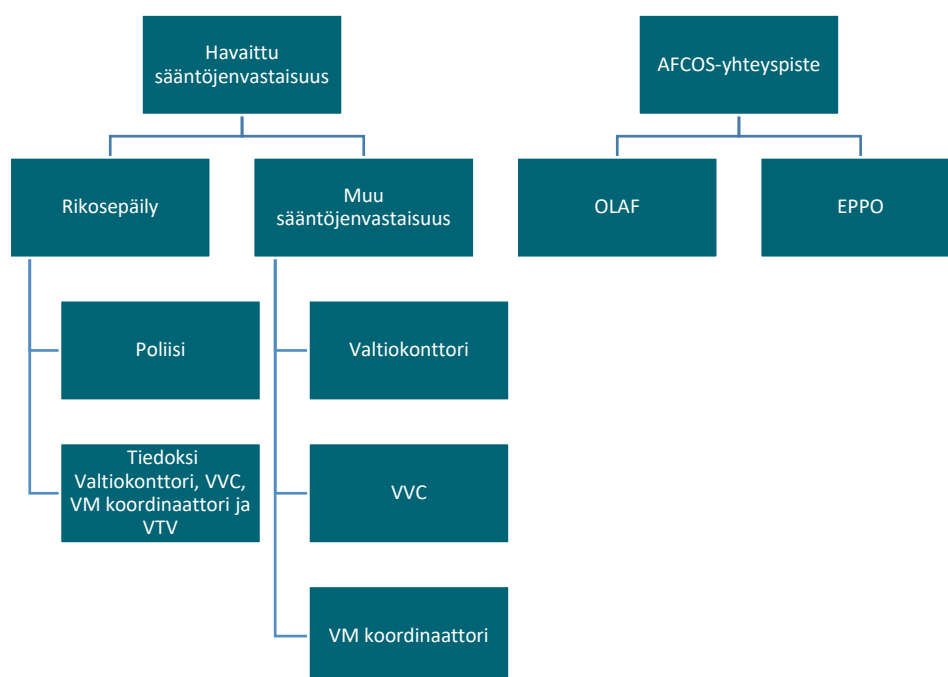 Havaittu
sääntöjenvastaisuus
AFCOS-yhteyspiste
Rikosepäily
Muu
sääntöjenvastaisuus
OLAF
EPPO
Poliisi
Valtiokonttori
Tiedoksi
Valtiokonttori, VVC,
VM koordinaattori ja
VTV
VVC
VM koordinaattori